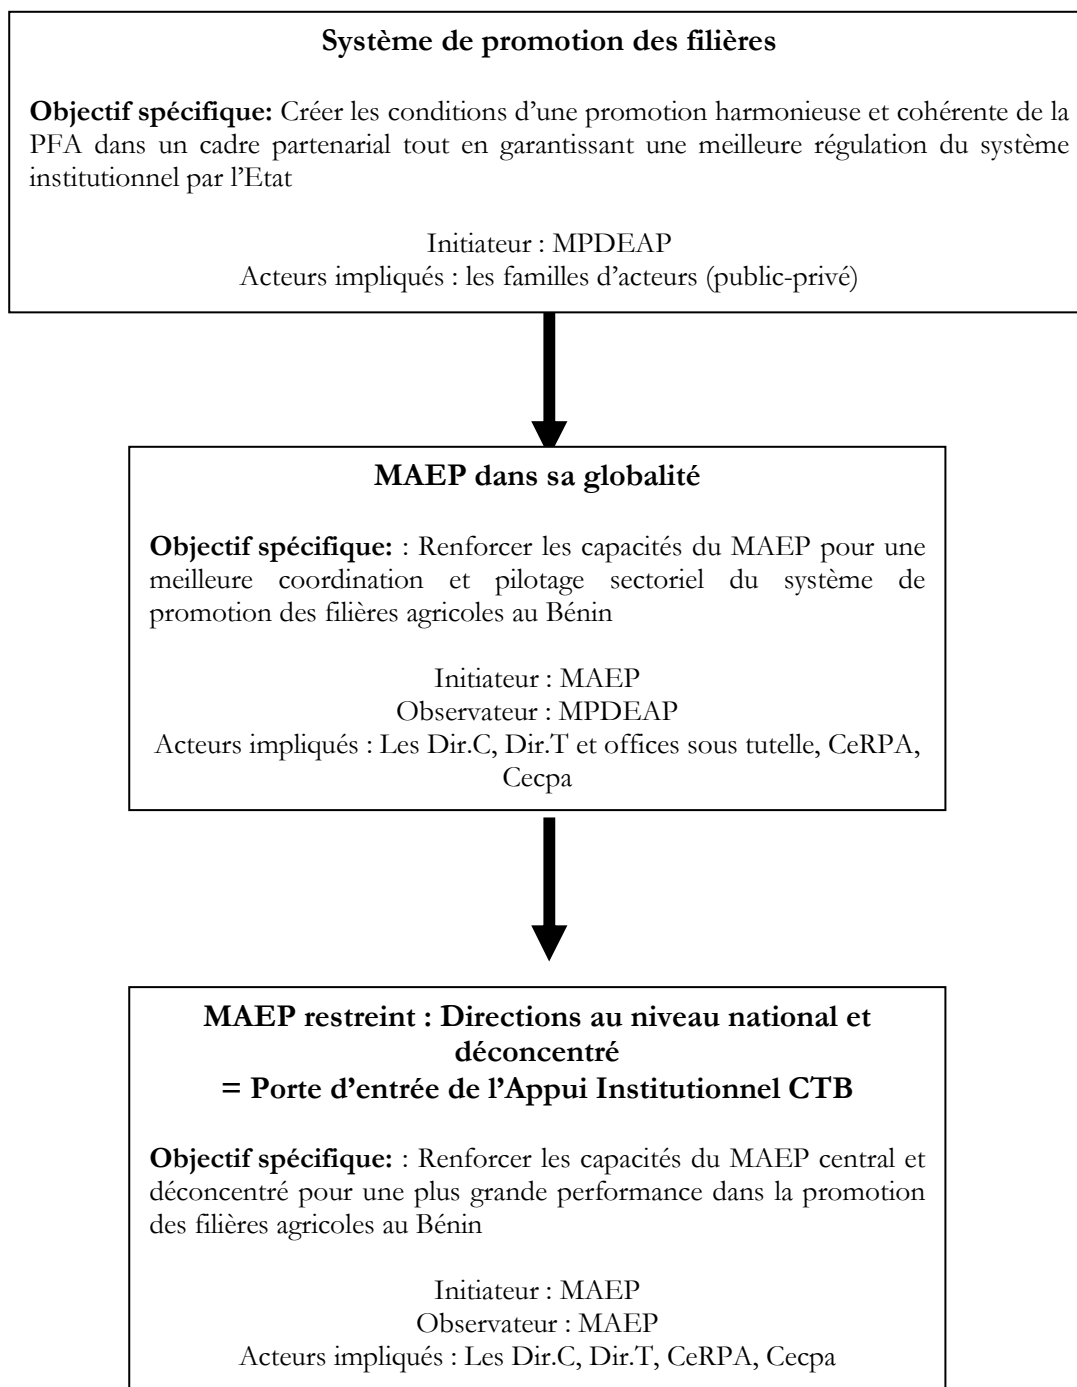 Système de promotion des filières
Objectif spécifique: Créer les conditions d’une promotion harmonieuse et cohérente de la
PFA dans un cadre partenarial tout en garantissant une meilleure régulation du système
institutionnel par l’Etat
Initiateur : MPDEAP
Acteurs impliqués : les familles d’acteurs (public-privé)
MAEP dans sa globalité
Objectif spécifique: : Renforcer les capacités du MAEP pour une
meilleure coordination et pilotage sectoriel du système de
promotion des filières agricoles au Bénin
Initiateur : MAEP
Observateur : MPDEAP
Acteurs impliqués : Les Dir.C, Dir.T et offices sous tutelle, CeRPA,
Cecpa
MAEP restreint : Directions au niveau national et
déconcentré
= Porte d’entrée de l’Appui Institutionnel CTB
Objectif spécifique: : Renforcer les capacités du MAEP central et
déconcentré pour une plus grande performance dans la promotion
des filières agricoles au Bénin
Initiateur : MAEP
Observateur : MAEP
Acteurs impliqués : Les Dir.C, Dir.T, CeRPA, Cecpa